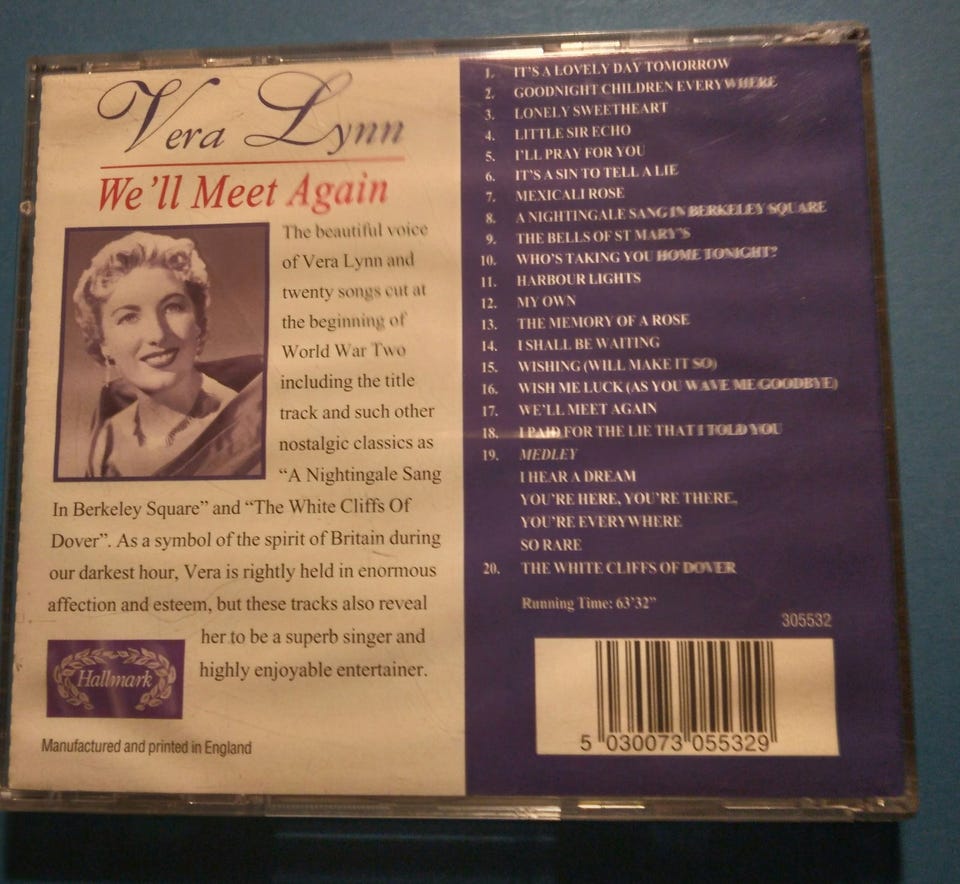 Vera Lynn
We'll Meet Again
The beautiful voice
of Vera Lynn and
twenty songs cut at
the beginning of
World War Two
including the title
track and such other
nostalgic classics as
"A Nightingale Sang
In Berkeley Square" and "The White Cliffs Of
Dover". As a symbol of the spirit of Britain during
our darkest hour, Vera is rightly held in enormous
affection and esteem, but these tracks also reveal
her to be a superb singer and
highly enjoyable entertainer.
Hallmark
Manufactured and printed in England
1. IT'S A LOVELY DAY TOMORROW
2. GOODNIGHT CHILDREN EVERYWHERE
3. LONELY SWEETHEART
4. LITTLE SIR ECHO
5. I'LL PRAY FOR YOU
6. IT'S A SIN TO TELL A LIE
7. MEXICALI ROSE
8. A NIGHTINGALE SANG IN BERKELEY SQUARE
9. THE BELLS OF ST MARY'S
10. WHO'S TAKING YOU HOME TONIGHT?
11. HARBOUR LIGHTS
12. MY OWN
13. THE MEMORY OF A ROSE
14. I SHALL BE WAITING
15. WISHING (WILL MAKE IT SO)
16. WISH ME LUCK (AS YOU WAVE ME GOODBYE)
17. WE'LL MEET AGAIN
18. I PAID FOR THE LIE THAT I TOLD YOU
19. MEDLEY
I HEAR A DREAM
YOU'RE HERE, YOU'RE THERE,
YOU'RE EVERYWHERE
SO RARE
20. THE WHITE CLIFFS OF DOVER
Running Time: 63'32"
305532
5 030073 055329